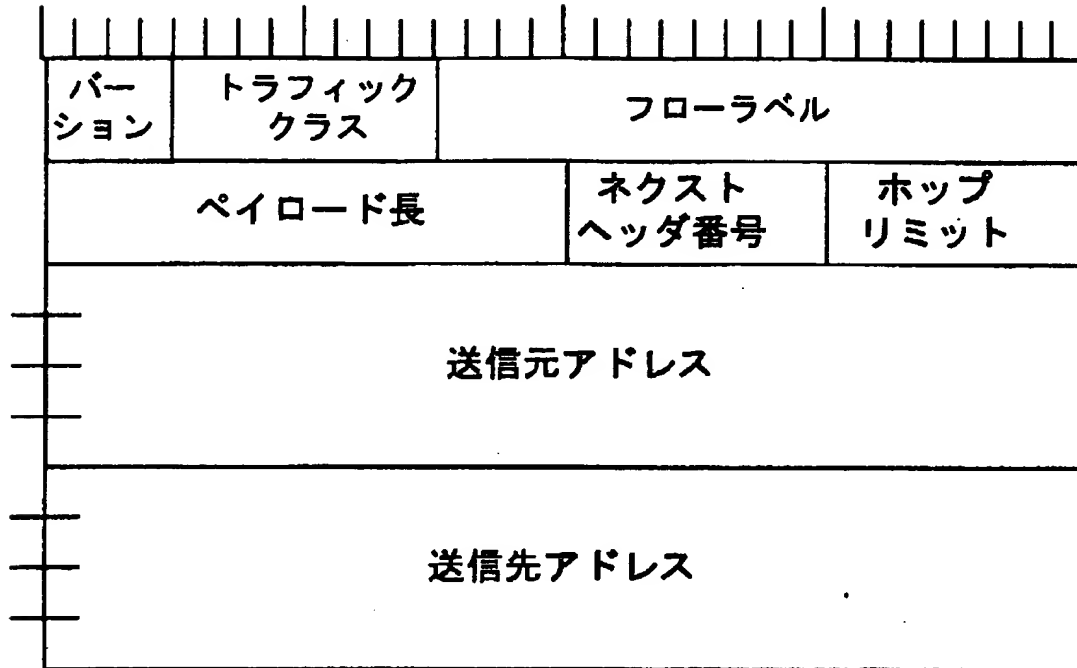 バー
ション
トラフィック
クラス
フローラベル
ペイロード長
ネクスト
ヘッダ番号
ホップ
リミット
送信元アドレス
送信先アドレス